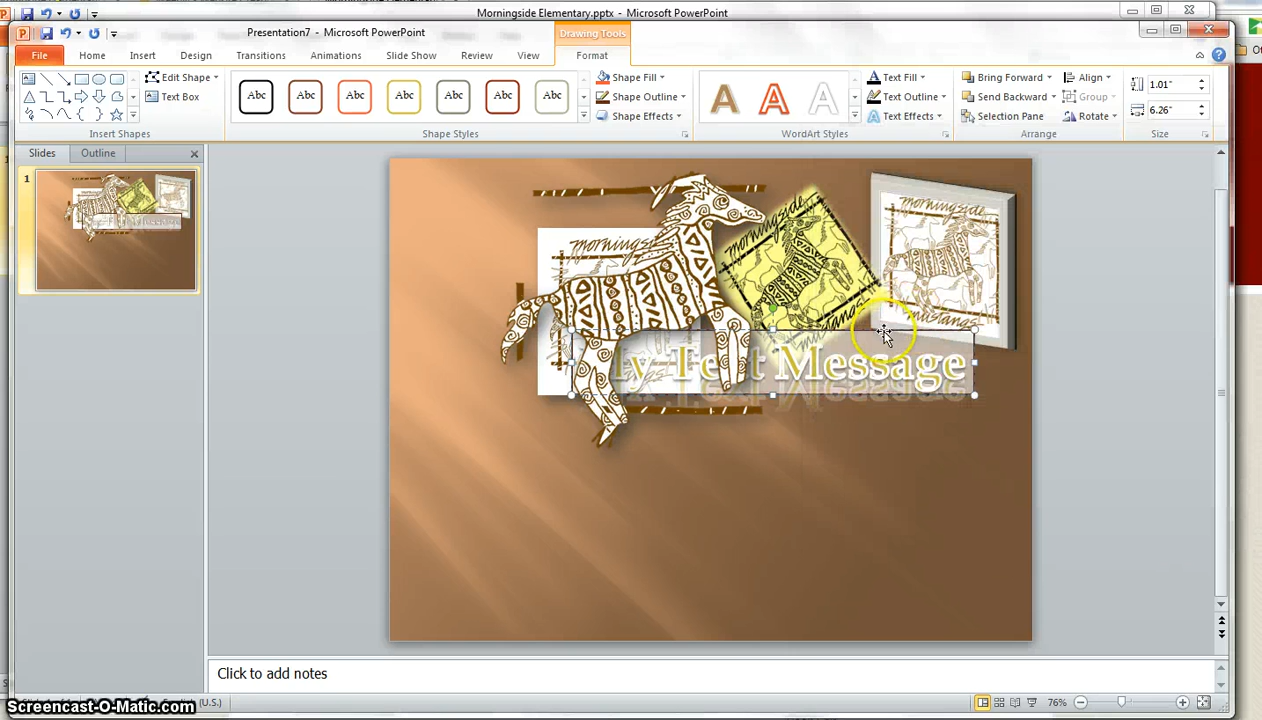 Morningside Elementary.pptx - Microsoft PowerPoint
Presentation7 - Microsoft PowerPoint
Drawing Tools
File Home Insert Design Transitions Animations Slide Show Review View Format
Edit Shape
Text Box
Insert Shapes
Abc Abc Abc Abc Abc Abc Abc
Shape Fill
Shape Outline
Shape Effects
Shape Styles
A A A
Text Fill
Text Outline
Text Effects
WordArt Styles
Bring Forward
Send Backward
Selection Pane
Align
Group
Rotate
Arrange
1.01"
6.26"
Size
Slides Outline
1
morningside
morningside
mustangs
morningside
mustangs
Text Message
Click to add notes
English (U.S.)
76%
Screencast-O-Matic.com